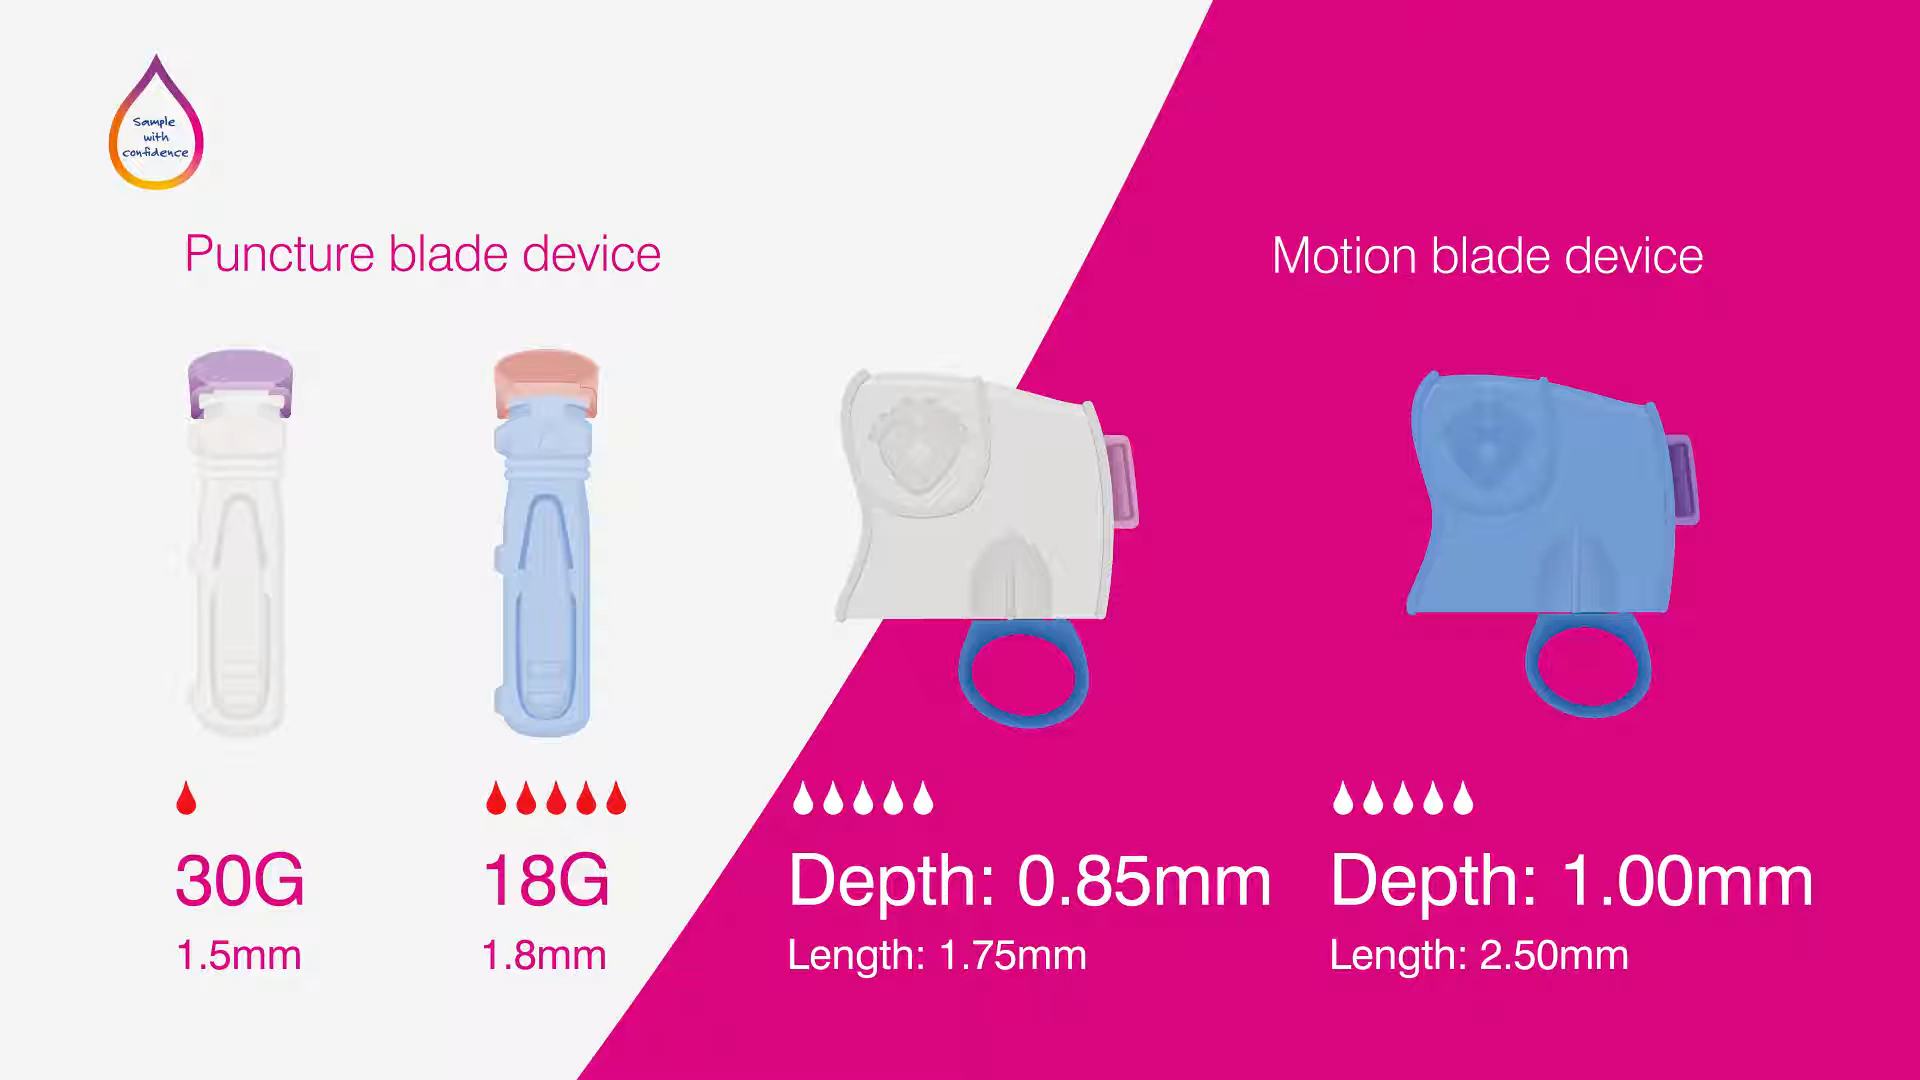 Sample
with
confidence
Puncture blade device
Motion blade device
30G
1.5mm
18G
1.8mm
Depth: 0.85mm
Length: 1.75mm
Depth: 1.00mm
Length: 2.50mm